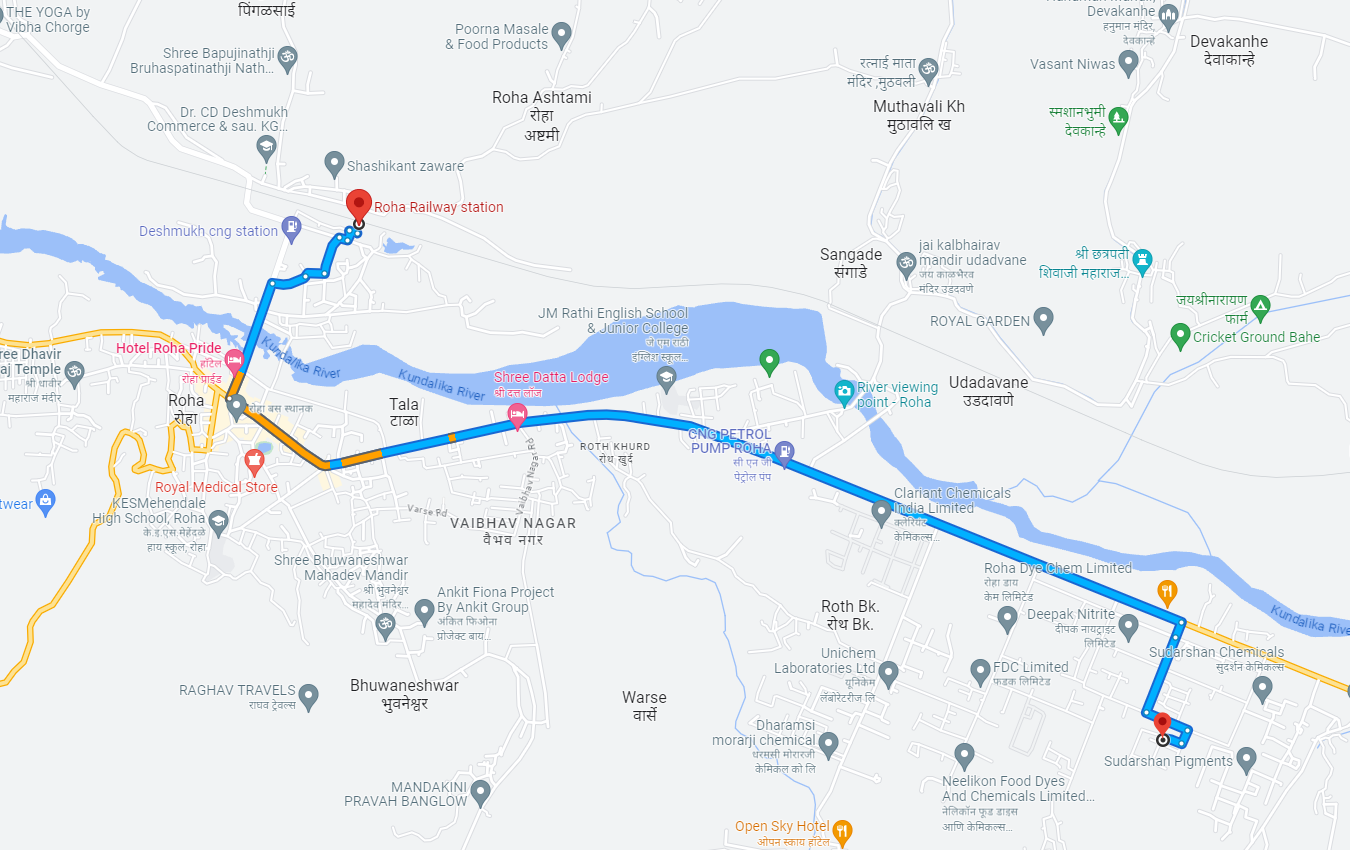 THE YOGA by
Vibha Chorge
पिंगळसाई
Poorna Masale
& Food Products
Devakanhe
हनुमान मंदिर,
देवकान्हे
Devakanhe
देवाकान्हे
Shree Bapujinathji
Bruhaspatinathji Nath...
रत्नाई माता
मंदिर ,मुठवली
Vasant Niwas
Roha Ashtami
रोहा
अष्टमी
Muthavali Kh
मुठावलि ख
स्मशानभुमी
देवकान्हे
Dr. CD Deshmukh
Commerce & sau. KG...
Shashikant zaware
Roha Railway station
Deshmukh cng station
Sangade
संगाडे
jai kalbhairav
mandir udadvane
जय काळभैरव
मंदिर उडदवणे
श्री छत्रपती
शिवाजी महाराज...
जयश्रीनारायण
फार्म
Cricket Ground Bahe
ROYAL GARDEN
JM Rathi English School
& Junior College
जे एम राठी
इंग्लिश स्कूल...
Hotel Roha Pride
हॉटेल
रोहा प्राईड
Kundalika River
Kundalika River
ree Dhavir
aj Temple
श्री धावीर
महाराज मंदीर
Shree Datta Lodge
श्री दत्त लॉज
River viewing
point - Roha
Udadavane
उडदावणे
Roha
रोहा
रोहा बस स्थानक
Tala
टाळा
ROTH KHURD
रोथ खुर्द
CNG PETROL
PUMP ROHA
सी एन जी
पेट्रोल पंप
Royal Medical Store
Vaibhav Nagar Rd
twear
KESMehendale
High School, Roha
के.इ.एस.मेहेंदळे
हाय स्कूल, रोहा
Varse Rd
VAIBHAV NAGAR
वैभव नगर
Clariant Chemicals
India Limited
क्लॅरियंट
केमिकल्स...
Shree Bhuwaneshwar
Mahadev Mandir
श्री भुवनेश्वर
महादेव मंदिर...
Ankit Fiona Project
By Ankit Group
अंकित फिओना
प्रोजेक्ट बाय...
Roha Dye Chem Limited
रोहा डाय
केम लिमिटेड
Deepak Nitrite
दीपक नायट्राइट
लिमिटेड
Kundalika River
Roth Bk.
रोथ Bk.
Sudarshan Chemicals
सुदर्शन केमिकल्स
Unichem
Laboratories Ltd
यूनिकेम
लॅबोरेटरीज लि
FDC Limited
फडक लिमिटेड
RAGHAV TRAVELS
राघव ट्रेवल्स
Bhuwaneshwar
भुवनेश्वर
Warse
वार्से
Dharamsi
morarji chemical
धरमसी मोरारजी
केमिकल को लि
Sudarshan Pigments
MANDAKINI
PRAVAH BANGLOW
Neelikon Food Dyes
And Chemicals Limited...
नेलिकॉन फूड डाइस
आणि केमिकल्स...
Open Sky Hotel
ओपन स्काय हॉटेल